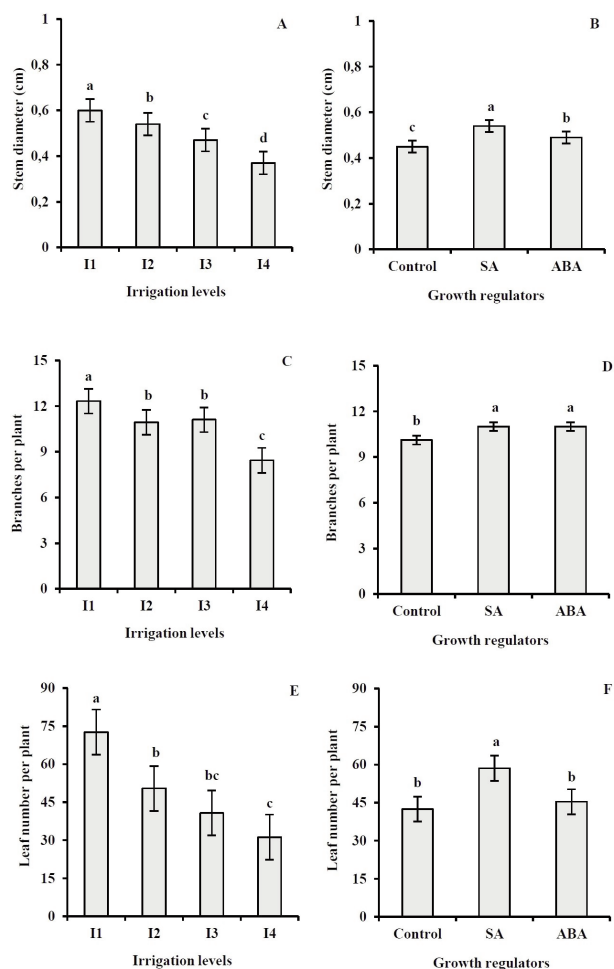 A
Stem diameter (cm)
1
0,8
0,6
0,4
0,2
0
a
b
c
d
I1 I2 I3 I4
Irrigation levels
B
Stem diameter (cm)
1
0,8
0,6
0,4
0,2
0
c
a
b
Control SA ABA
Growth regulators
C
Branches per plant
15
12
9
6
3
0
a
b
b
c
I1 I2 I3 I4
Irrigation levels
D
Branches per plant
15
12
9
6
3
0
b
a
a
Control SA ABA
Growth regulators
E
Leaf number per plant
90
75
60
45
30
15
0
a
b
bc
c
I1 I2 I3 I4
Irrigation levels
F
Leaf number per plant
90
75
60
45
30
15
0
b
a
b
Control SA ABA
Growth regulators